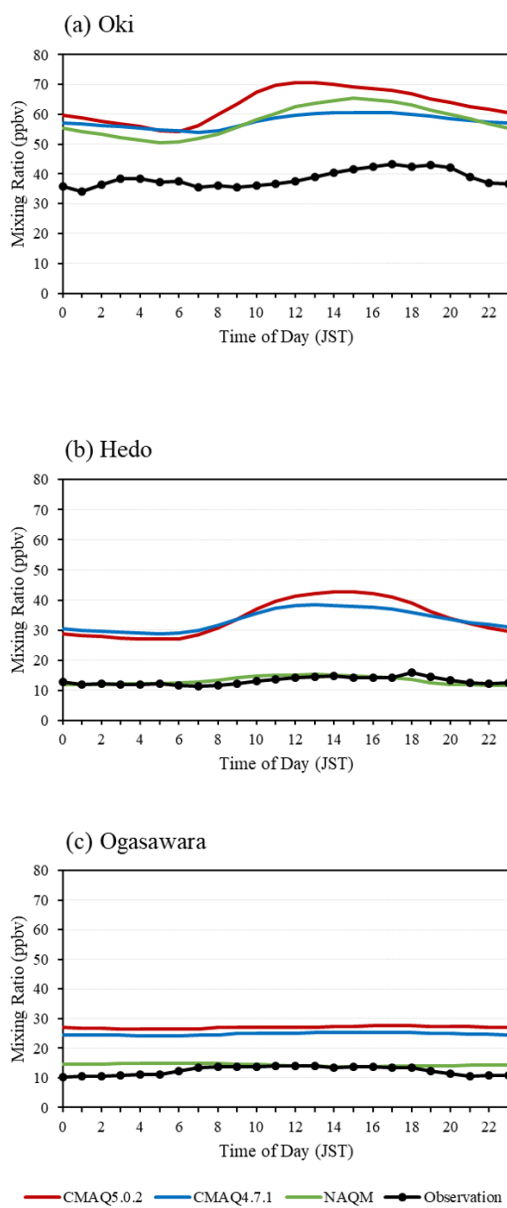 (a) Oki
80
70
60
50
40
30
20
10
0
Mixing Ratio (ppbv)
0 2 4 6 8 10 12 14 16 18 20 22
Time of Day (JST)
(b) Hedo
80
70
60
50
40
30
20
10
0
Mixing Ratio (ppbv)
0 2 4 6 8 10 12 14 16 18 20 22
Time of Day (JST)
(c) Ogasawara
80
70
60
50
40
30
20
10
0
Mixing Ratio (ppbv)
0 2 4 6 8 10 12 14 16 18 20 22
Time of Day (JST)
CMAQ5.0.2 CMAQ4.7.1 NAQM Observation